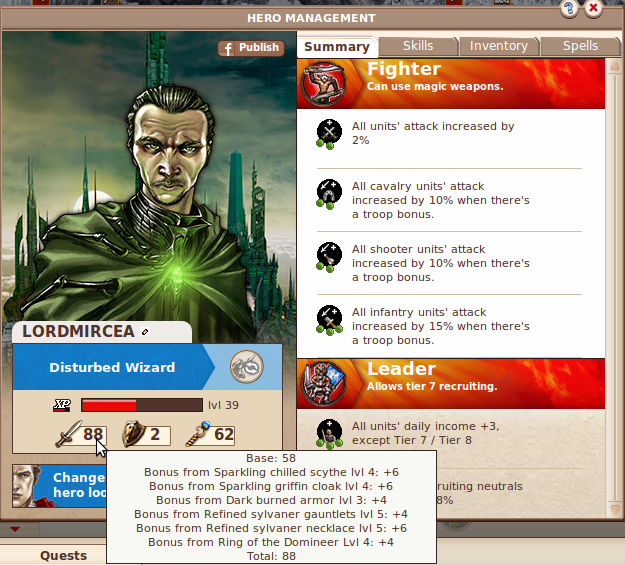 HERO MANAGEMENT
?
f Publish
Summary
Skills
Inventory
Spells
Fighter
Can use magic weapons.
All units' attack increased by
2%
All cavalry units' attack
increased by 10% when there's
a troop bonus.
All shooter units' attack
increased by 10% when there's
a troop bonus.
All infantry units' attack
increased by 15% when there's
a troop bonus.
Leader
Allows tier 7 recruiting.
All units' daily income +3,
except Tier 7 / Tier 8
ruiting neutrals
8%
LORDMIRCEA
Disturbed Wizard
XP
lvl 39
88
2
62
Change
hero loo
Base: 58
Bonus from Sparkling chilled scythe lvl 4: +6
Bonus from Sparkling griffin cloak lvl 4: +6
Bonus from Dark burned armor lvl 3: +4
Bonus from Refined sylvaner gauntlets lvl 5: +4
Bonus from Refined sylvaner necklace lvl 5: +6
Bonus from Ring of the Domineer Lvl 4: +4
Total: 88
Quests